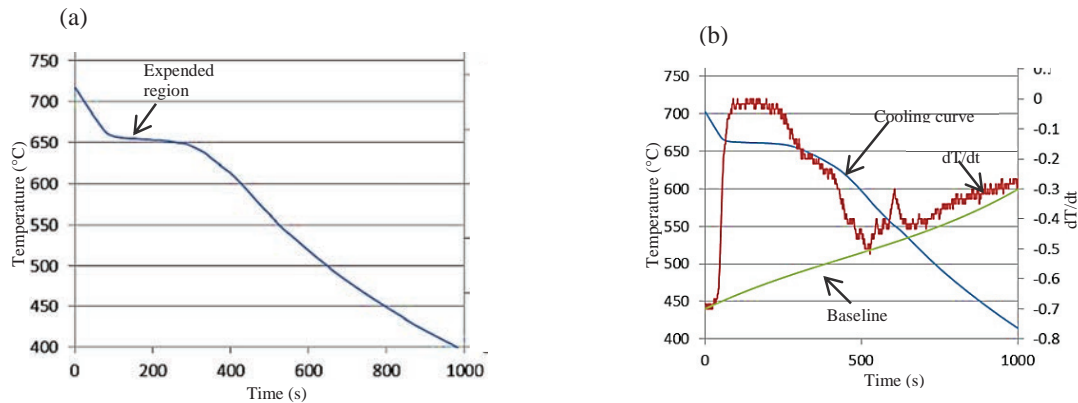 (a)
750
700
650
600
550
500
450
400
0
200
400
600
800
1000
Temperature (°C)
Time (s)
Expended
region
(b)
750
700
650
600
550
500
450
400
0
500
1000
Temperature (°C)
Time (s)
0
-0.1
-0.2
-0.3
-0.4
-0.5
-0.6
-0.7
-0.8
dT/dt
Cooling curve
dT/dt
Baseline